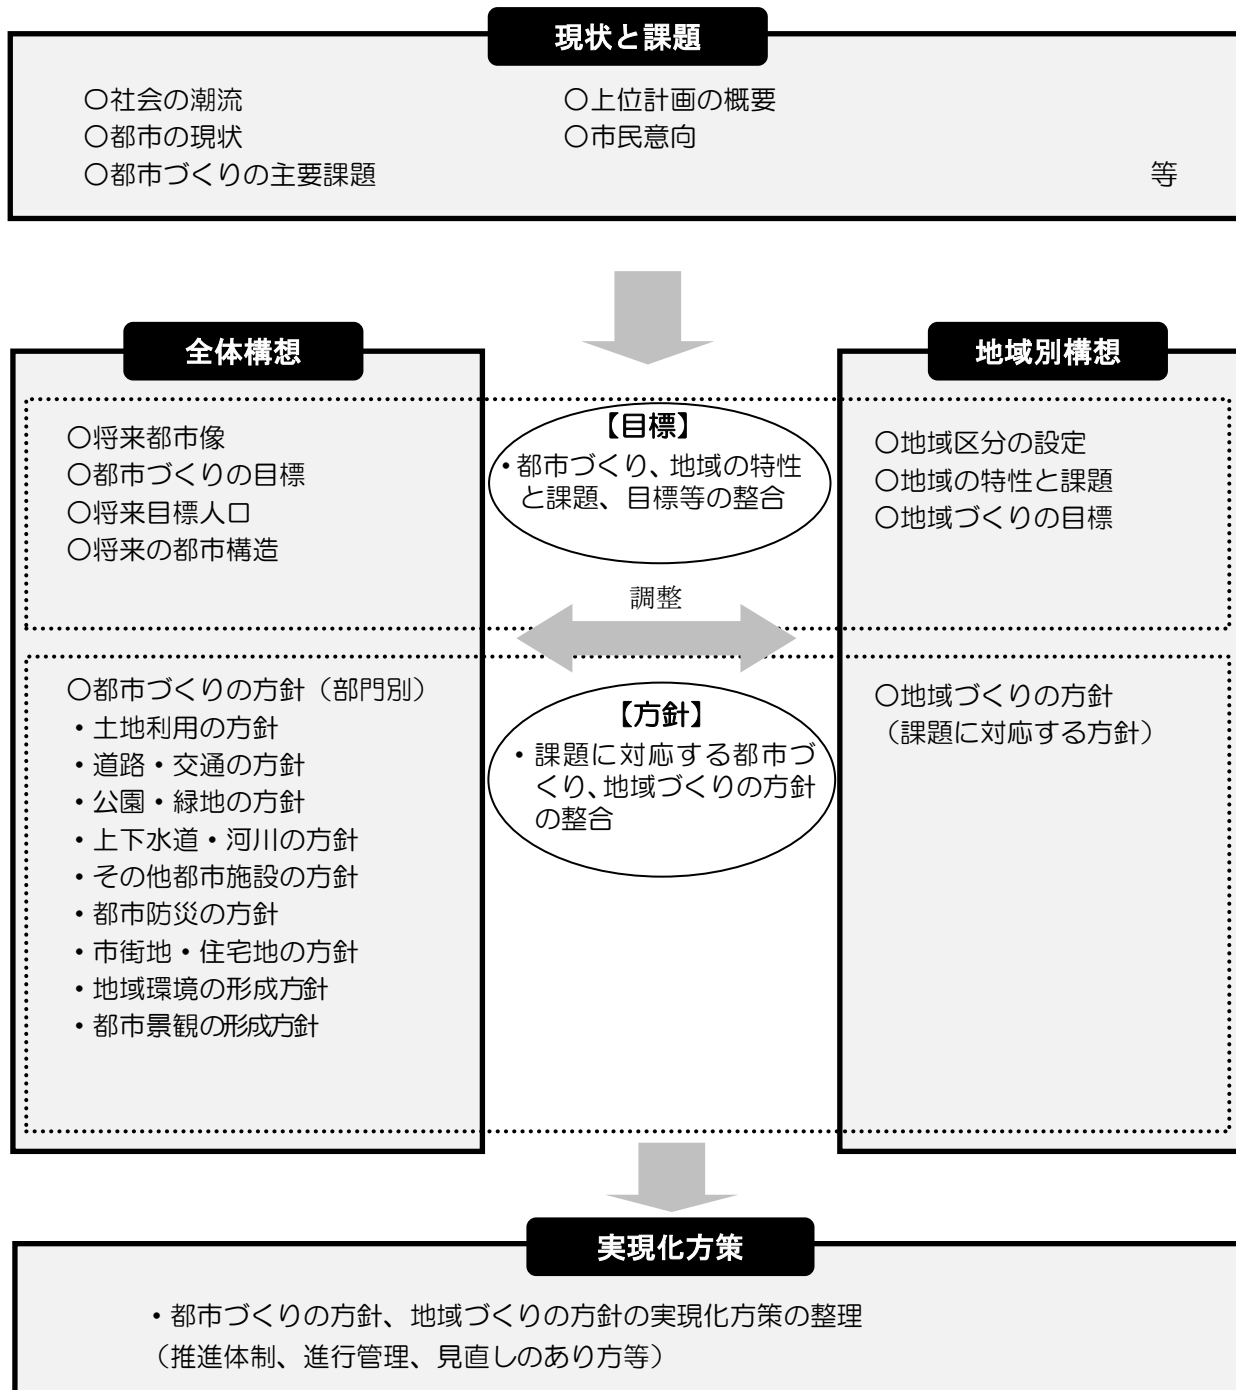 現状と課題
○社会の潮流
○上位計画の概要
○都市の現状
○市民意向
○都市づくりの主要課題
等
全体構想
○将来都市像
○都市づくりの目標
○将来目標人口
○将来の都市構造
【目標】
・都市づくり、地域の特性
と課題、目標等の整合
地域別構想
○地域区分の設定
○地域の特性と課題
○地域づくりの目標
調整
○都市づくりの方針（部門別）
・土地利用の方針
・道路・交通の方針
・公園・緑地の方針
・上下水道・河川の方針
・その他都市施設の方針
・都市防災の方針
・市街地・住宅地の方針
・地域環境の形成方針
・都市景観の形成方針
【方針】
・課題に対応する都市づ
くり、地域づくりの方針
の整合
○地域づくりの方針
（課題に対応する方針）
実現化方策
・都市づくりの方針、地域づくりの方針の実現化方策の整理
（推進体制、進行管理、見直しのあり方等）